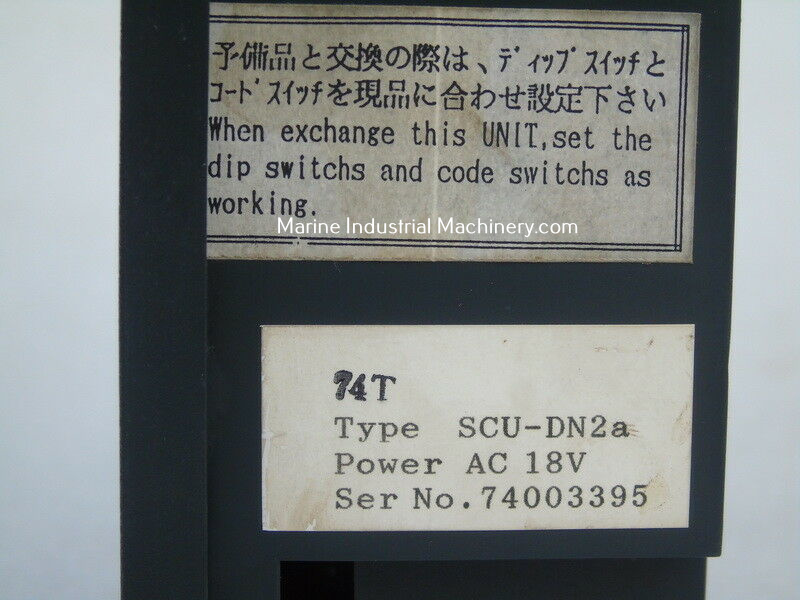 予備品と交換の際は、ﾃﾞｨｯﾌﾟｽｲｯﾁと
ｺｰﾄﾞｽｲｯﾁを現品に合わせ設定下さい
When exchange this UNIT,set the
dip switchs and code switchs as
working.
Marine Industrial Machinery.com
74T
Type SCU-DN2a
Power AC 18V
Ser No.74003395